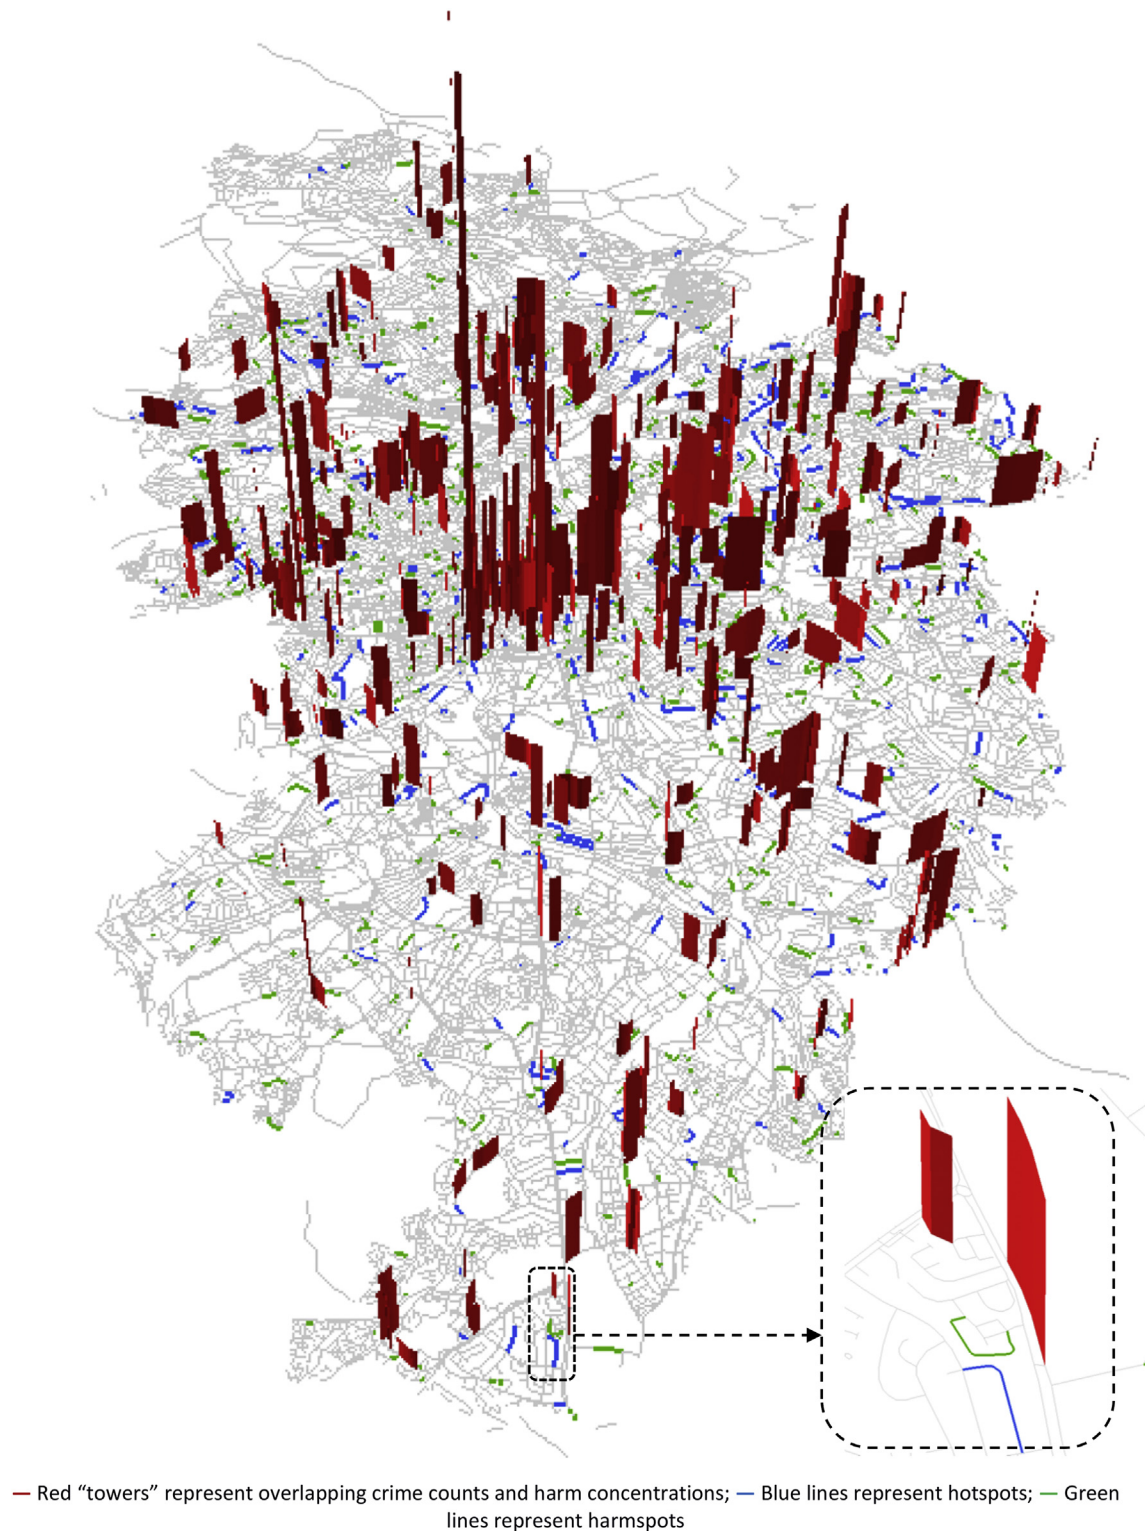 — Red “towers” represent overlapping crime counts and harm concentrations; — Blue lines represent hotspots; — Green
lines represent harmspots